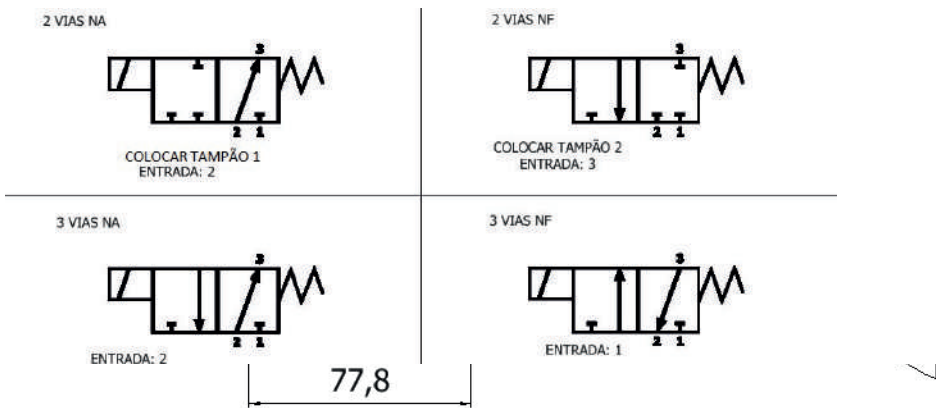 2 VIAS NA
3
2 1
COLOCAR TAMPÃO 1
ENTRADA: 2
2 VIAS NF
3
2 1
COLOCAR TAMPÃO 2
ENTRADA: 3
3 VIAS NA
3
2 1
ENTRADA: 2
3 VIAS NF
3
2 1
ENTRADA: 1
77,8